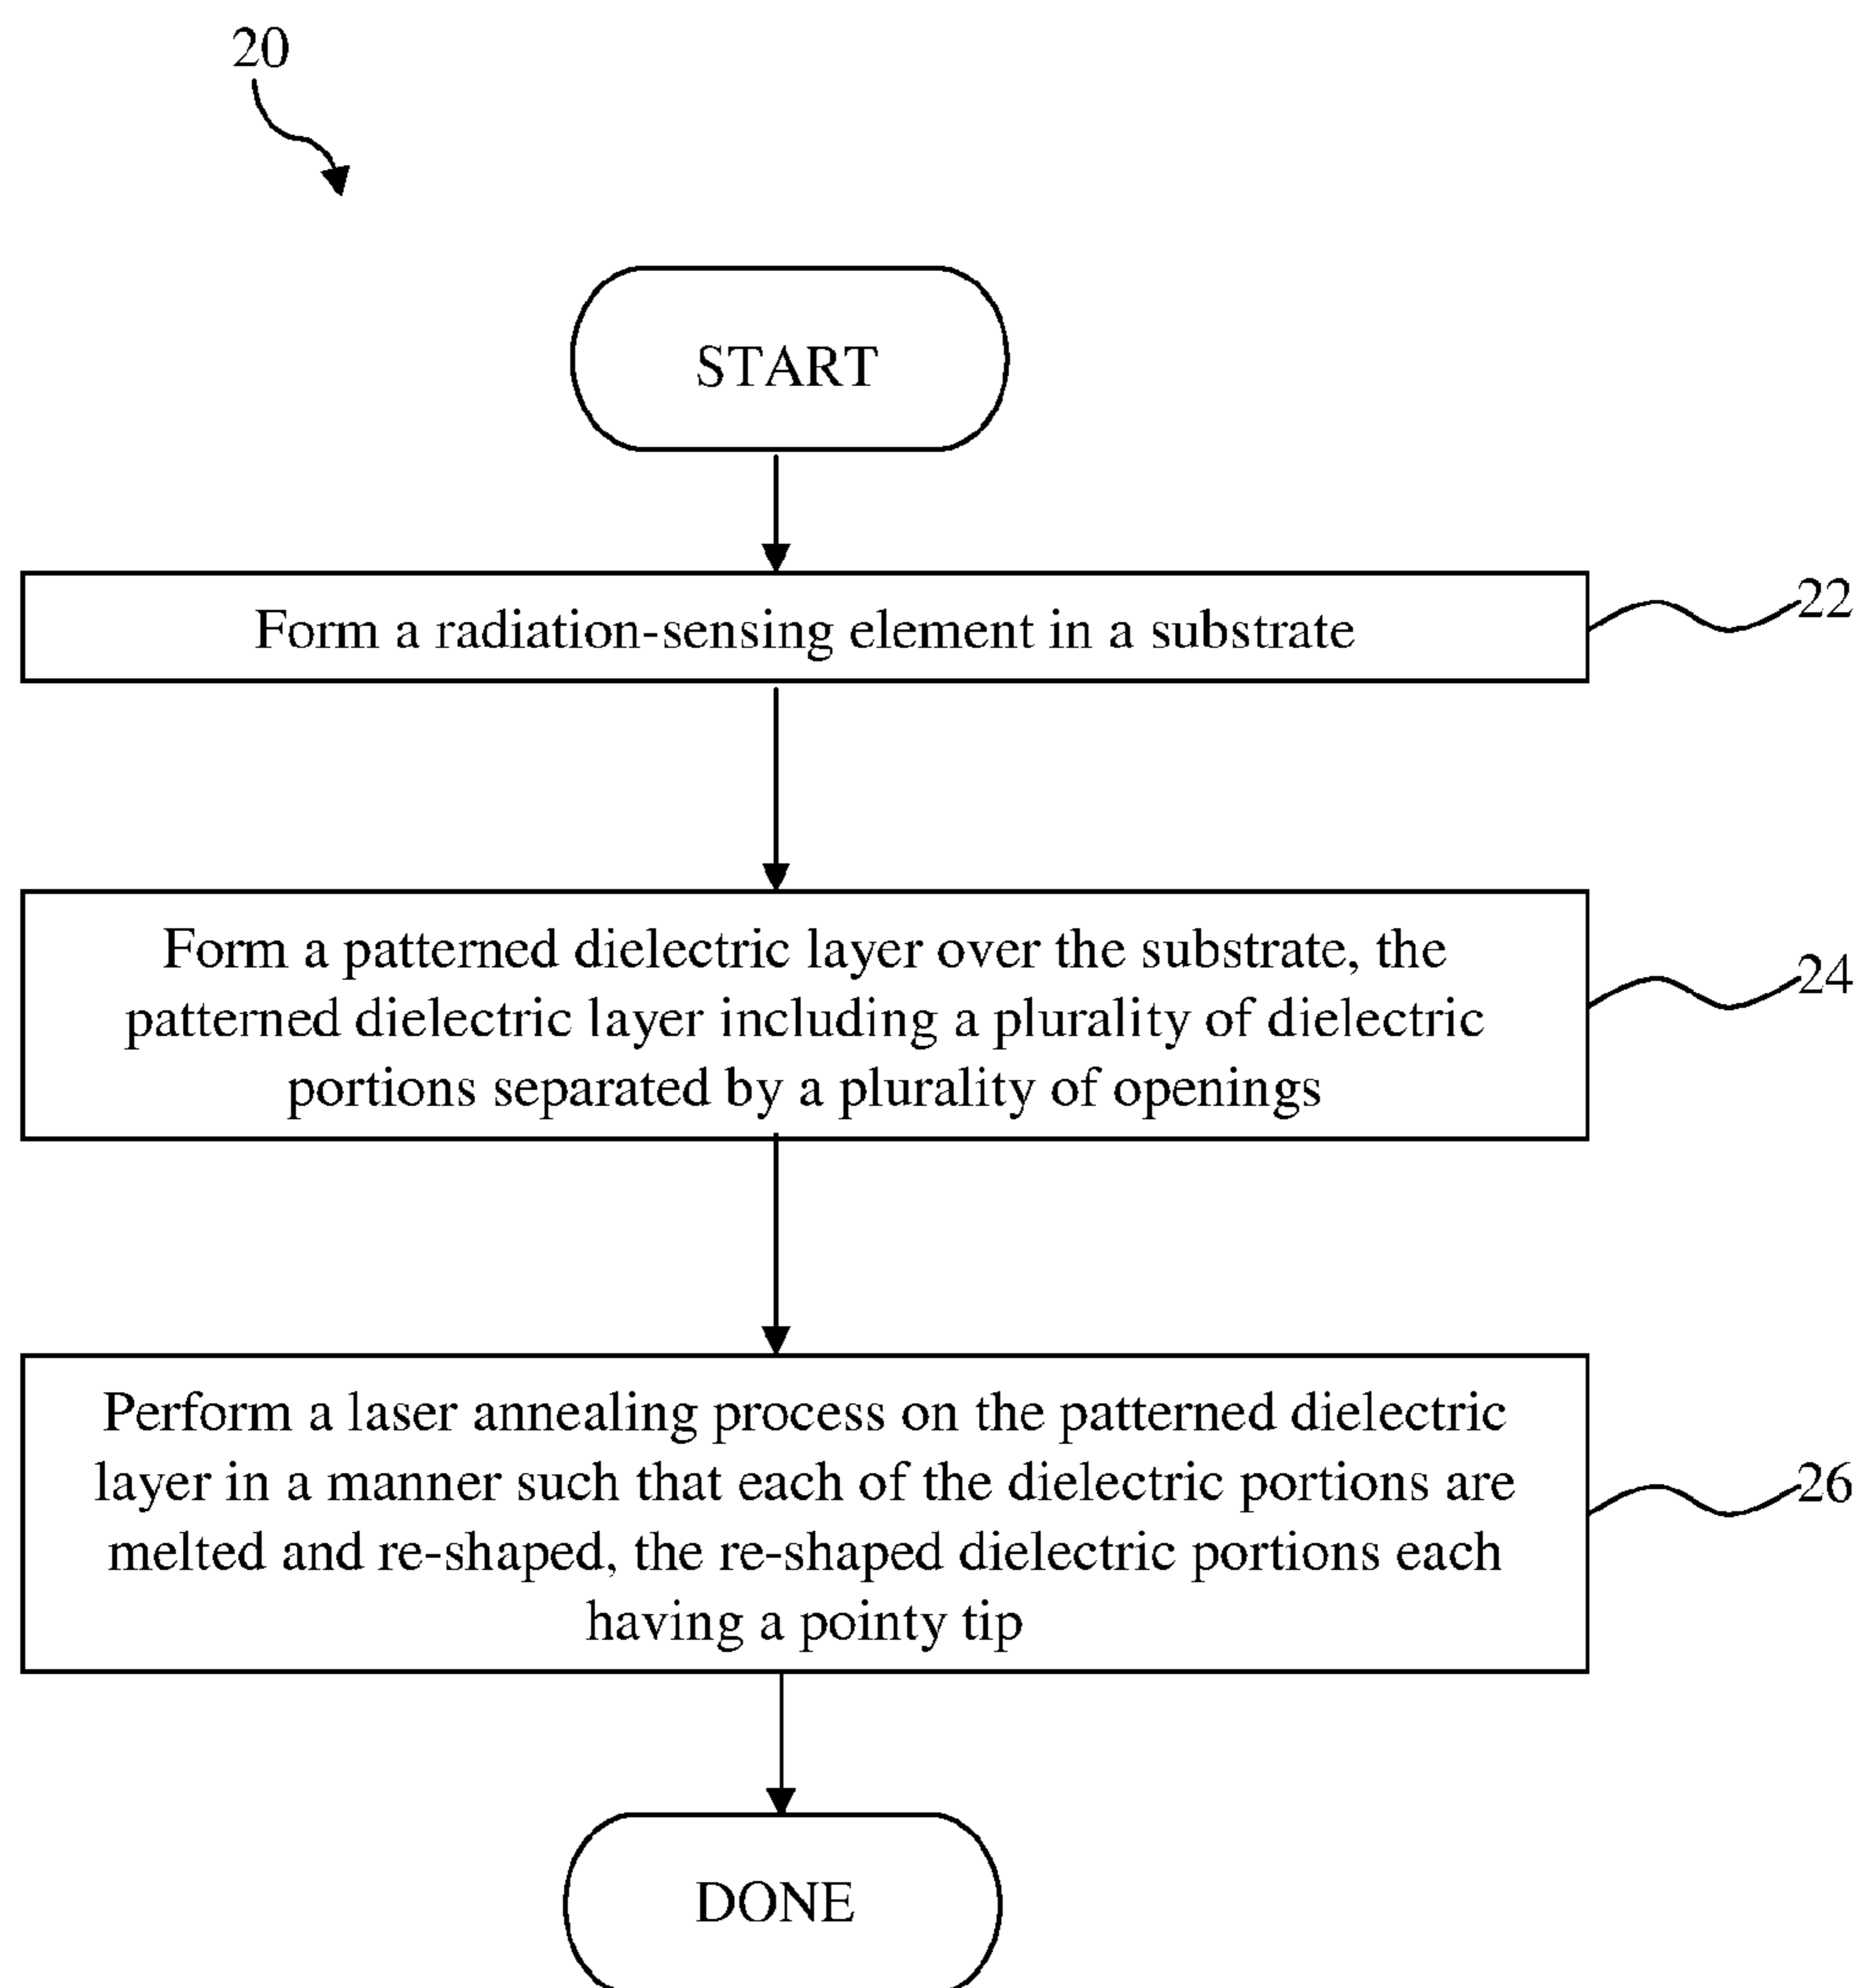 20
START
Form a radiation-sensing element in a substrate
22
Form a patterned dielectric layer over the substrate, the
patterned dielectric layer including a plurality of dielectric
portions separated by a plurality of openings
24
Perform a laser annealing process on the patterned dielectric
layer in a manner such that each of the dielectric portions are
melted and re-shaped, the re-shaped dielectric portions each
having a pointy tip
26
DONE